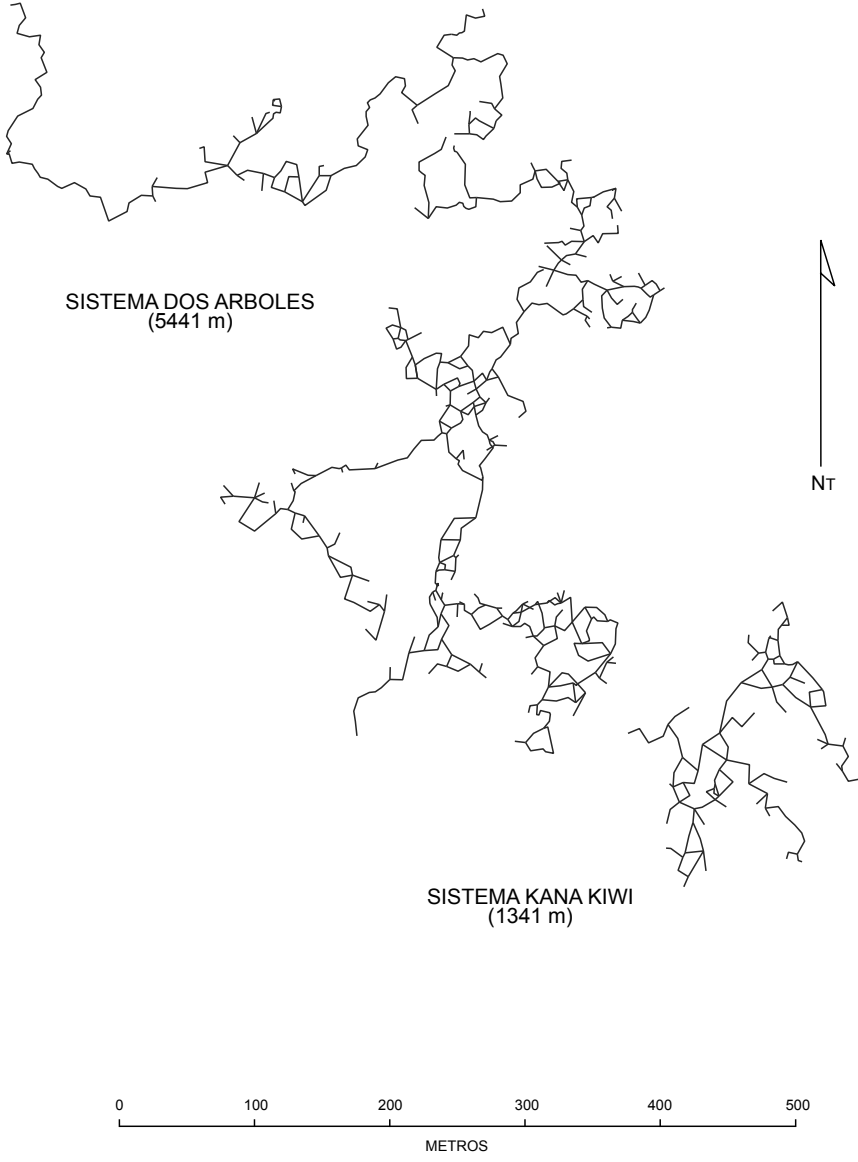 SISTEMA DOS ARBOLES
(5441 m)
NT
SISTEMA KANA KIWI
(1341 m)
0 100 200 300 400 500
METROS